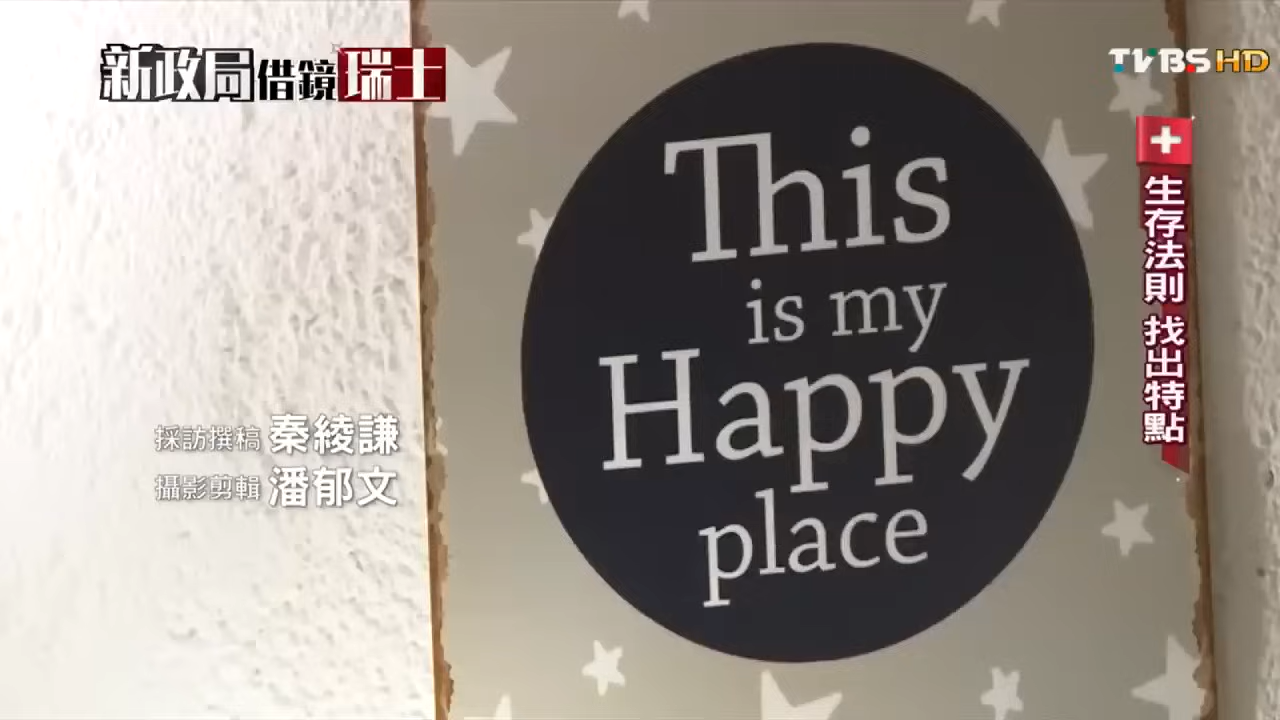 新政局借鏡瑞士
TVBS HD
This
is my
Happy
place
生存法則 找出特點
採訪撰稿 秦綾謙
攝影剪輯 潘郁文